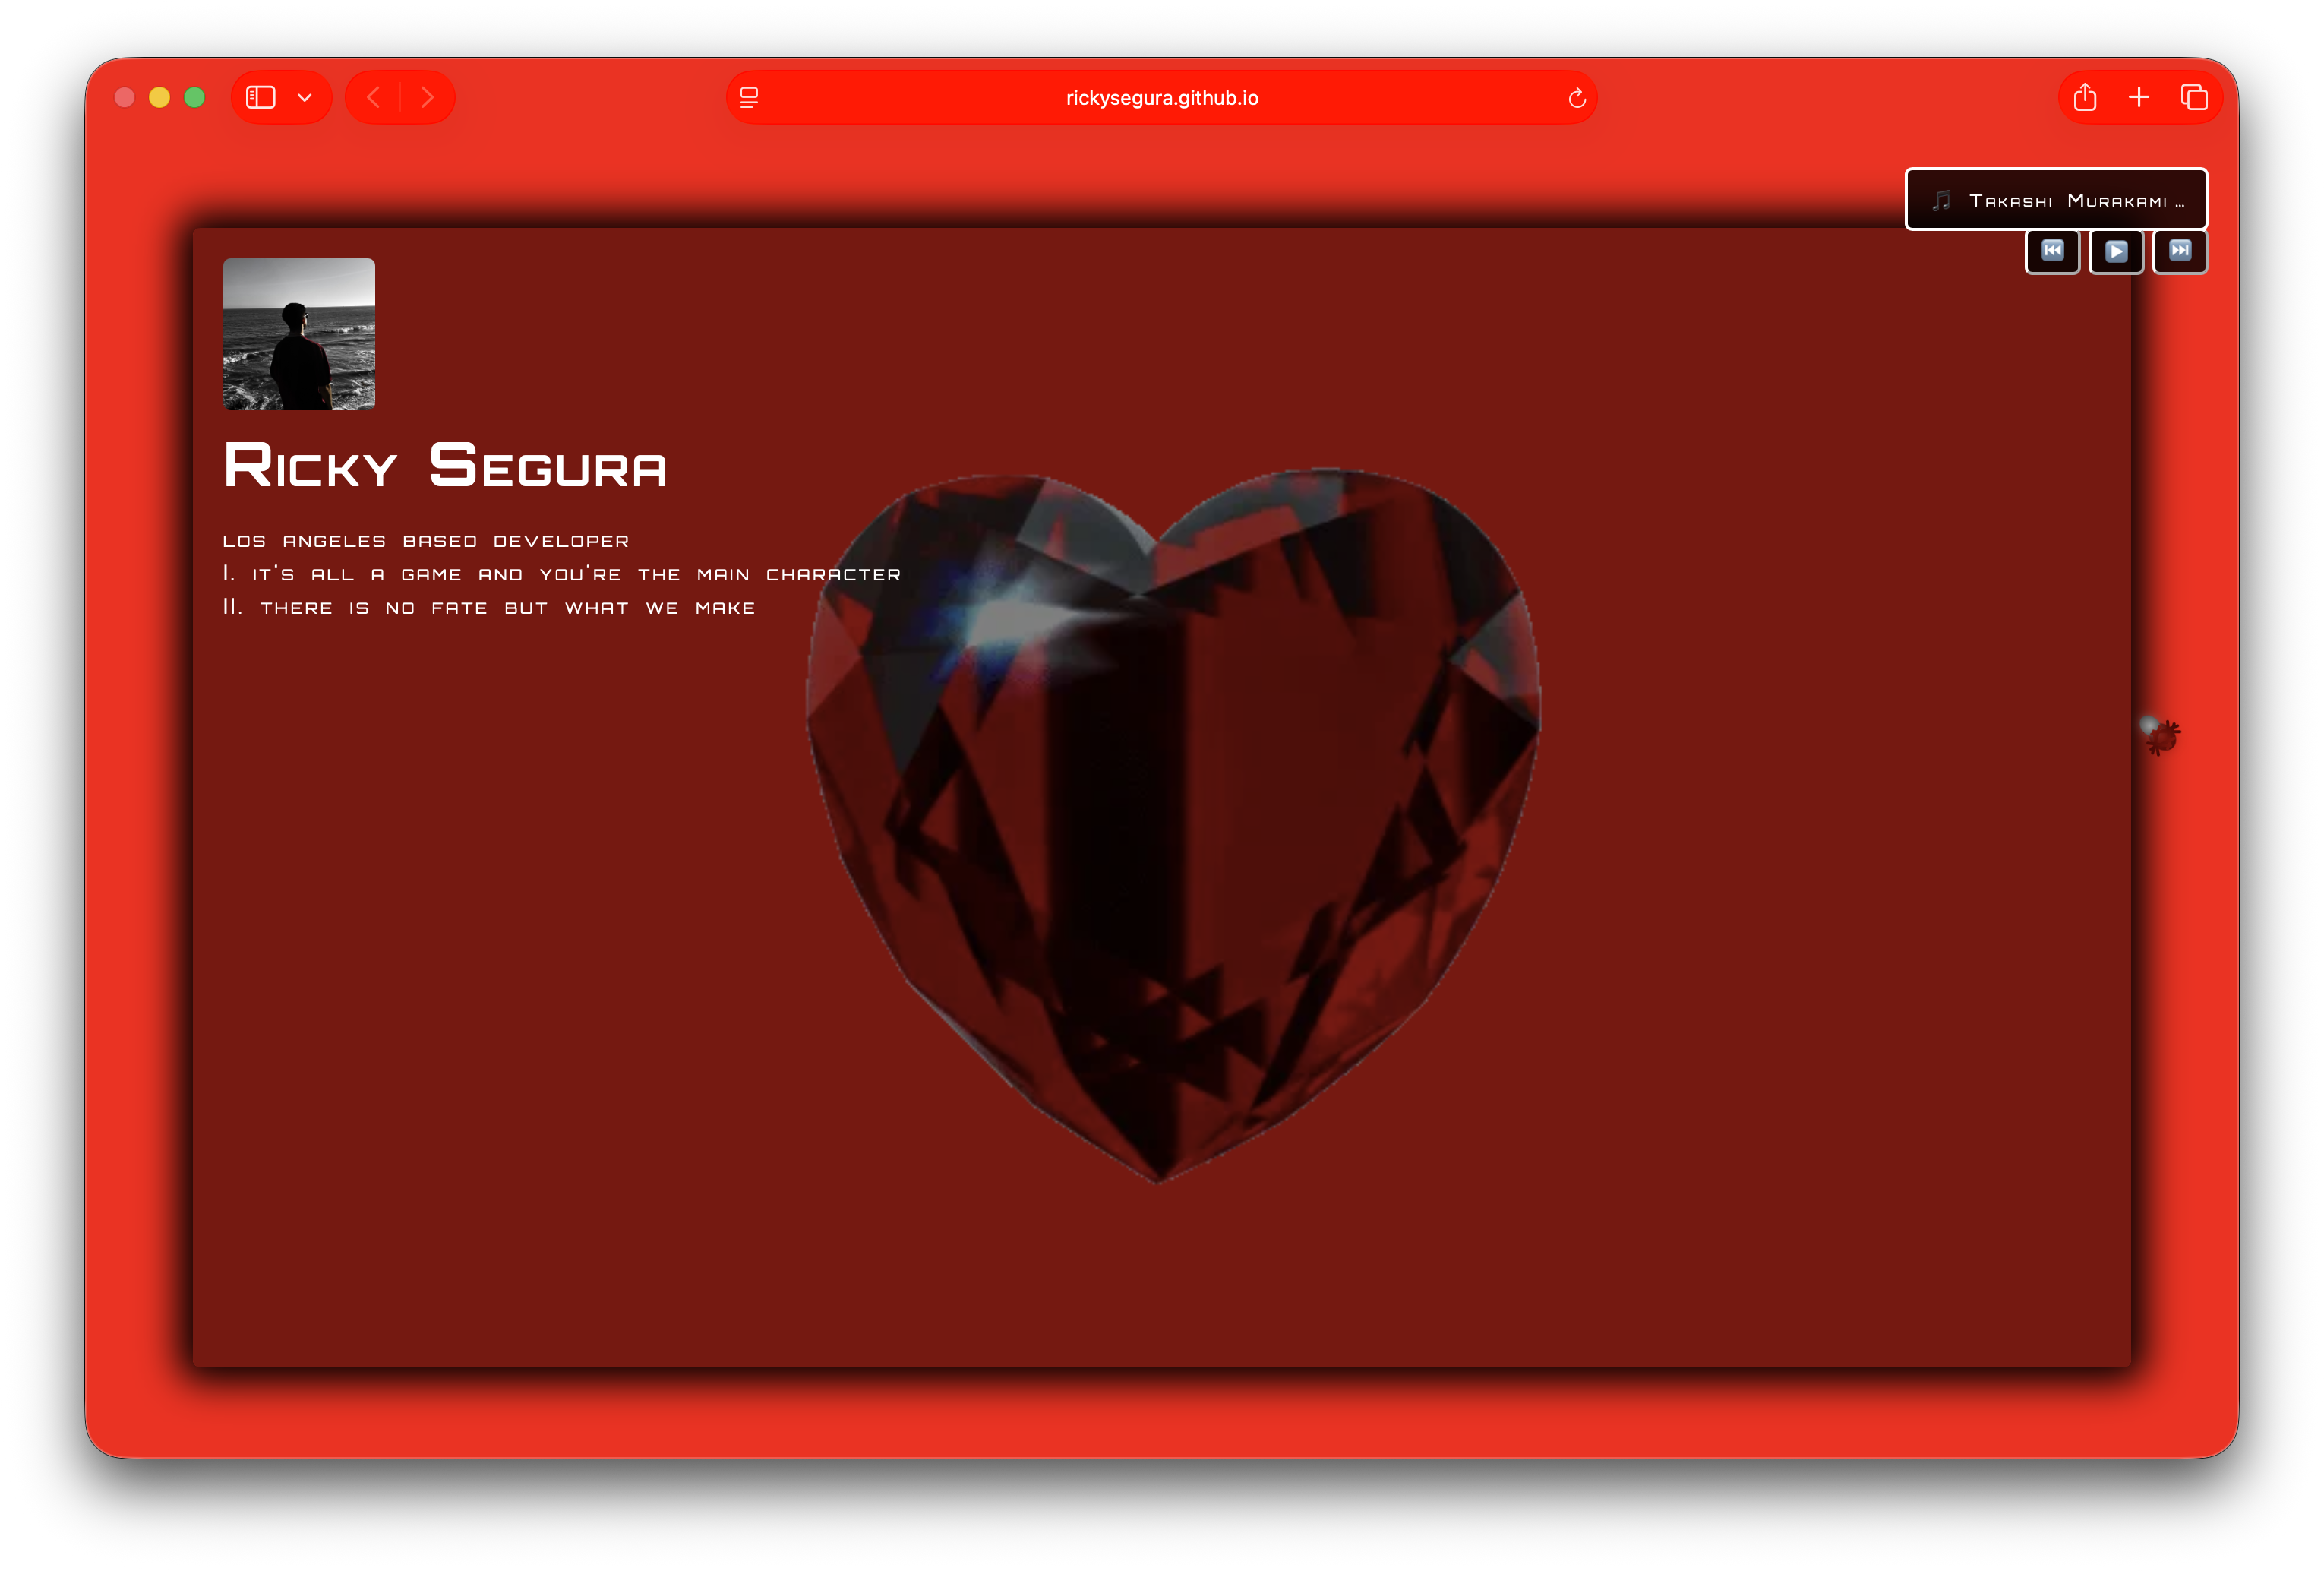 rickysegura.github.io
Takashi Murakami …
Ricky Segura
LOS ANGELES BASED DEVELOPER
I. IT'S ALL A GAME AND YOU'RE THE MAIN CHARACTER
II. THERE IS NO FATE BUT WHAT WE MAKE